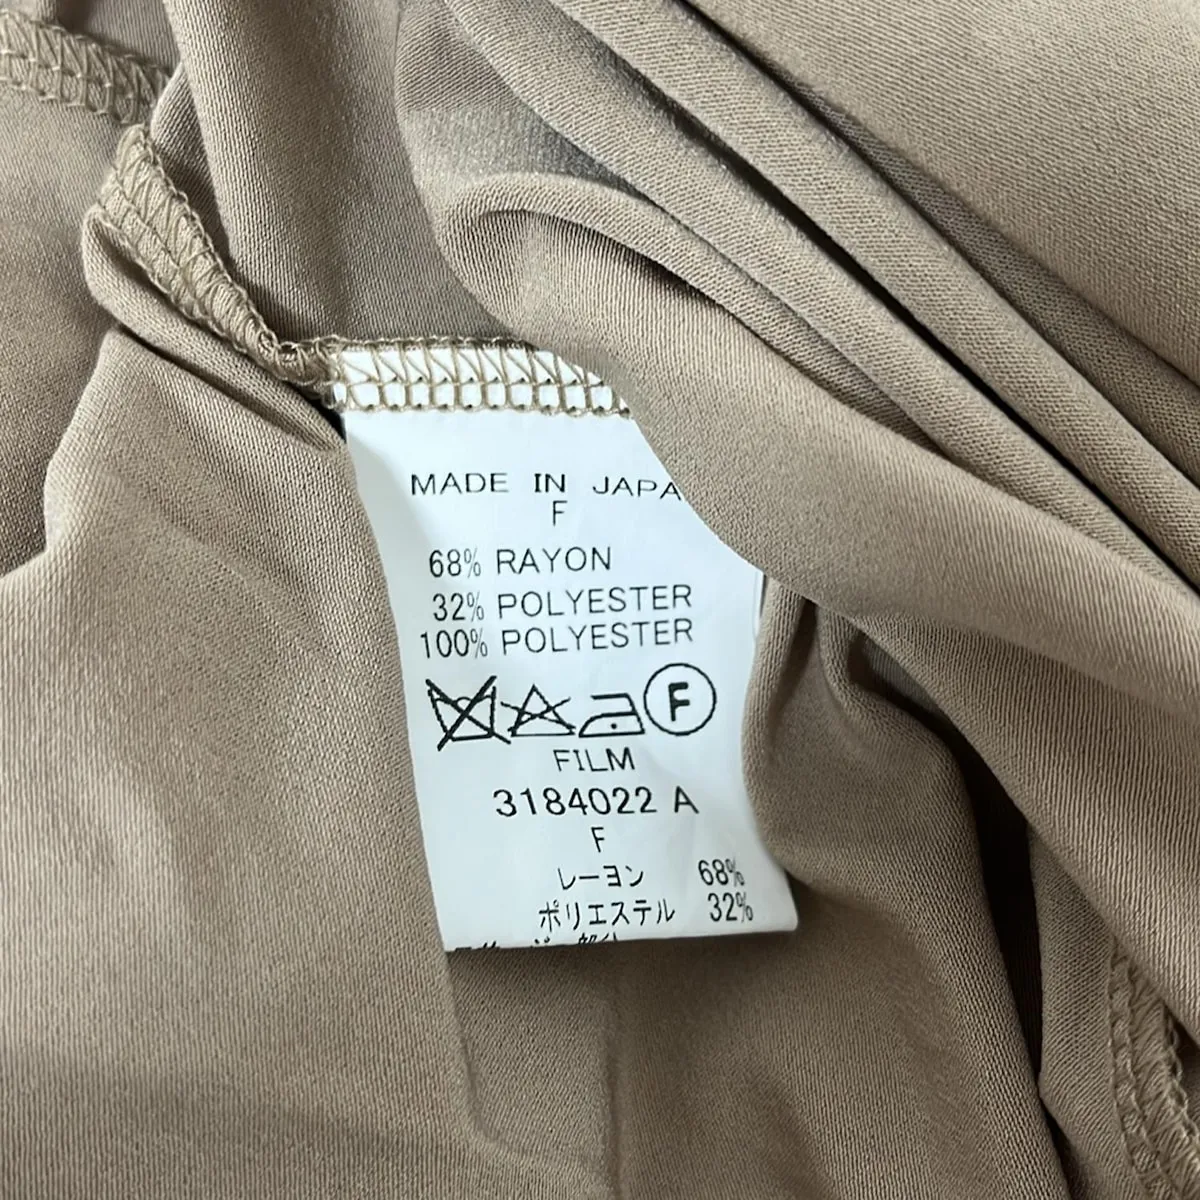 MADE IN JAPA
F
68% RAYON
32% POLYESTER
100% POLYESTER
F
FILM
3184022 A
F
レーヨン 68%
ポリエステル 32%